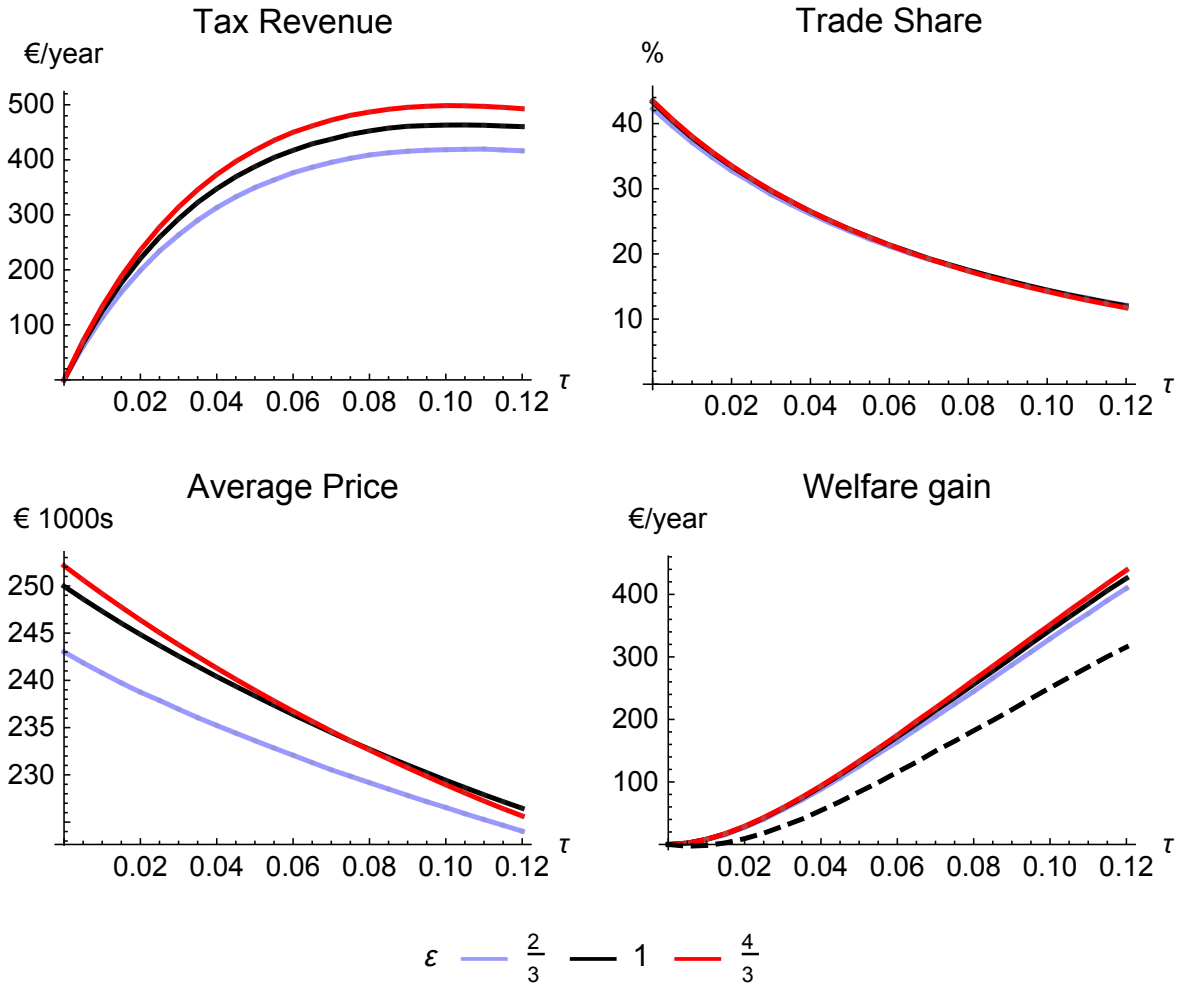 Tax Revenue
€/year
500
400
300
200
100
0.02 0.04 0.06 0.08 0.10 0.12
τ
Trade Share
%
40
30
20
10
0.02 0.04 0.06 0.08 0.10 0.12
τ
Average Price
€ 1000s
250
245
240
235
230
0.02 0.04 0.06 0.08 0.10 0.12
τ
Welfare gain
€/year
400
300
200
100
0.02 0.04 0.06 0.08 0.10 0.12
τ
ε 2/3 1 4/3